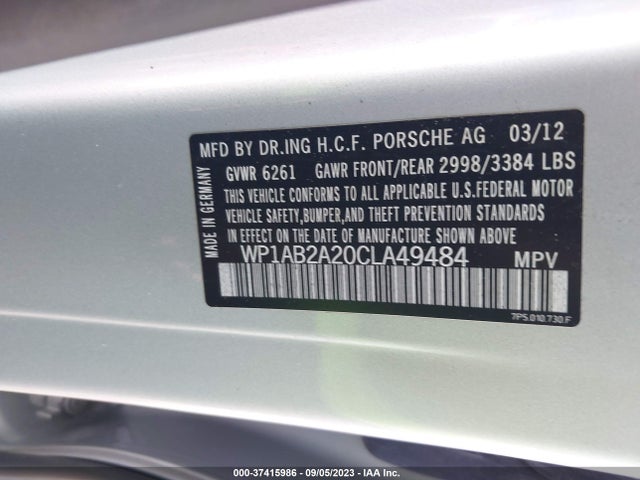 MFD BY DR.ING H.C.F. PORSCHE AG 03/12
GVWR 6261 GAWR FRONT/REAR 2998/3384 LBS
THIS VEHICLE CONFORMS TO ALL APPLICABLE U.S.FEDERAL MOTOR
VEHICLE SAFETY,BUMPER,AND THEFT PREVENTION STANDARDS
IN EFFECT ON THE DATE OF MANUFACTURE SHOWN ABOVE
WP1AB2A20CLA49484 MPV
MADE IN GERMANY
7P5.010.730.F
000-37415986 - 09/05/2023 - IAA Inc.